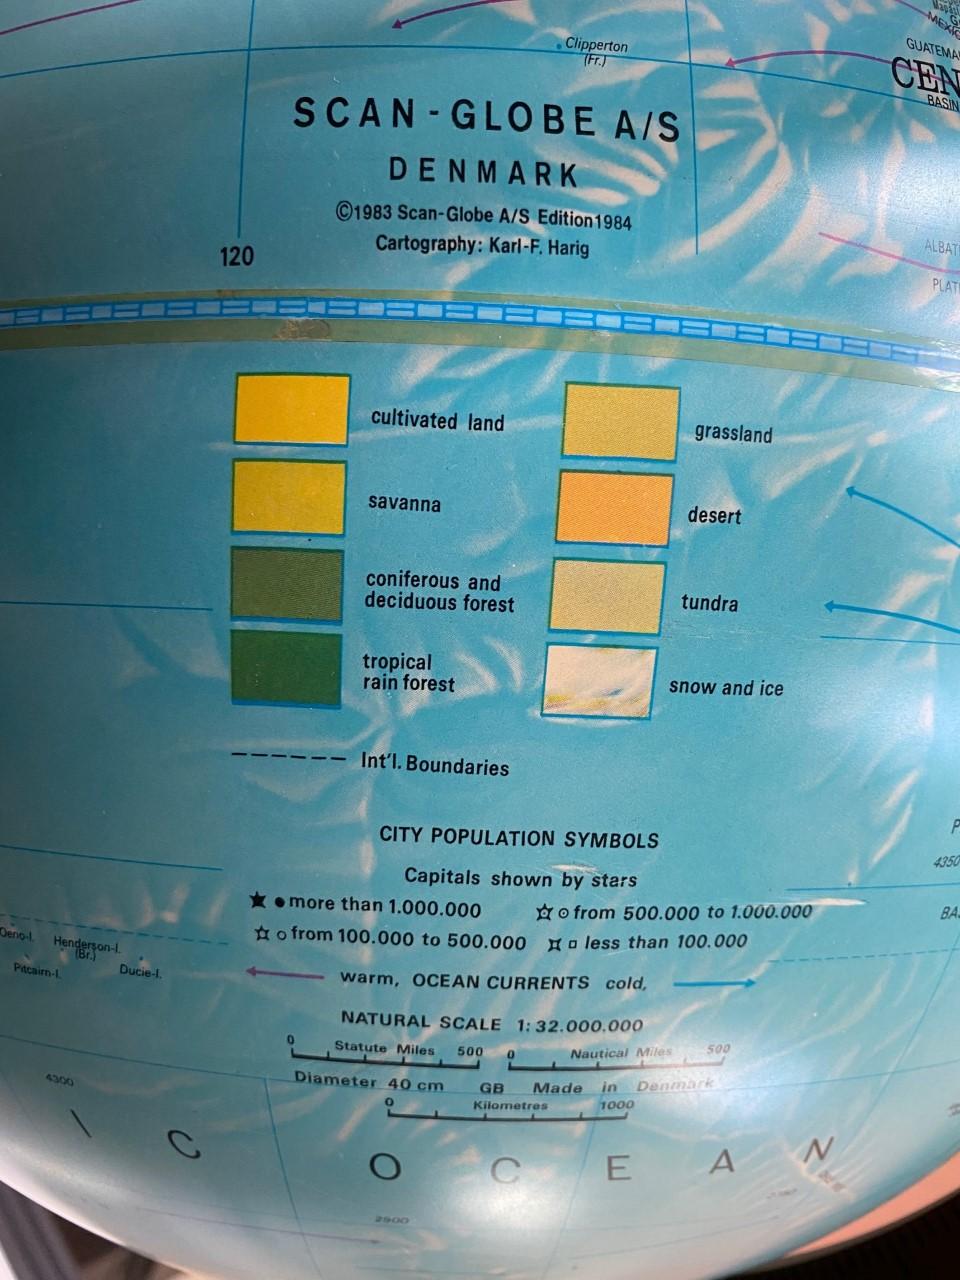 Clipperton
(Fr.)
SCAN-GLOBE A/S
DENMARK
©1983 Scan-Globe A/S Edition1984
Cartography: Karl-F. Harig
120
cultivated land
grassland
savanna
desert
coniferous and
deciduous forest
tundra
tropical
rain forest
snow and ice
Int'l. Boundaries
CITY POPULATION SYMBOLS
Capitals shown by stars
more than 1.000.000
from 500.000 to 1.000.000
from 100.000 to 500.000
less than 100.000
Henderson-I.
(Br.)
Pitcairn-I.
Ducie-I.
warm, OCEAN CURRENTS cold,
NATURAL SCALE 1:32.000.000
0 Statute Miles 500
0 Nautical Miles 500
Diameter 40 cm GB Made in Denmark
0 Kilometres 1000
4300
I C OCEAN
2900